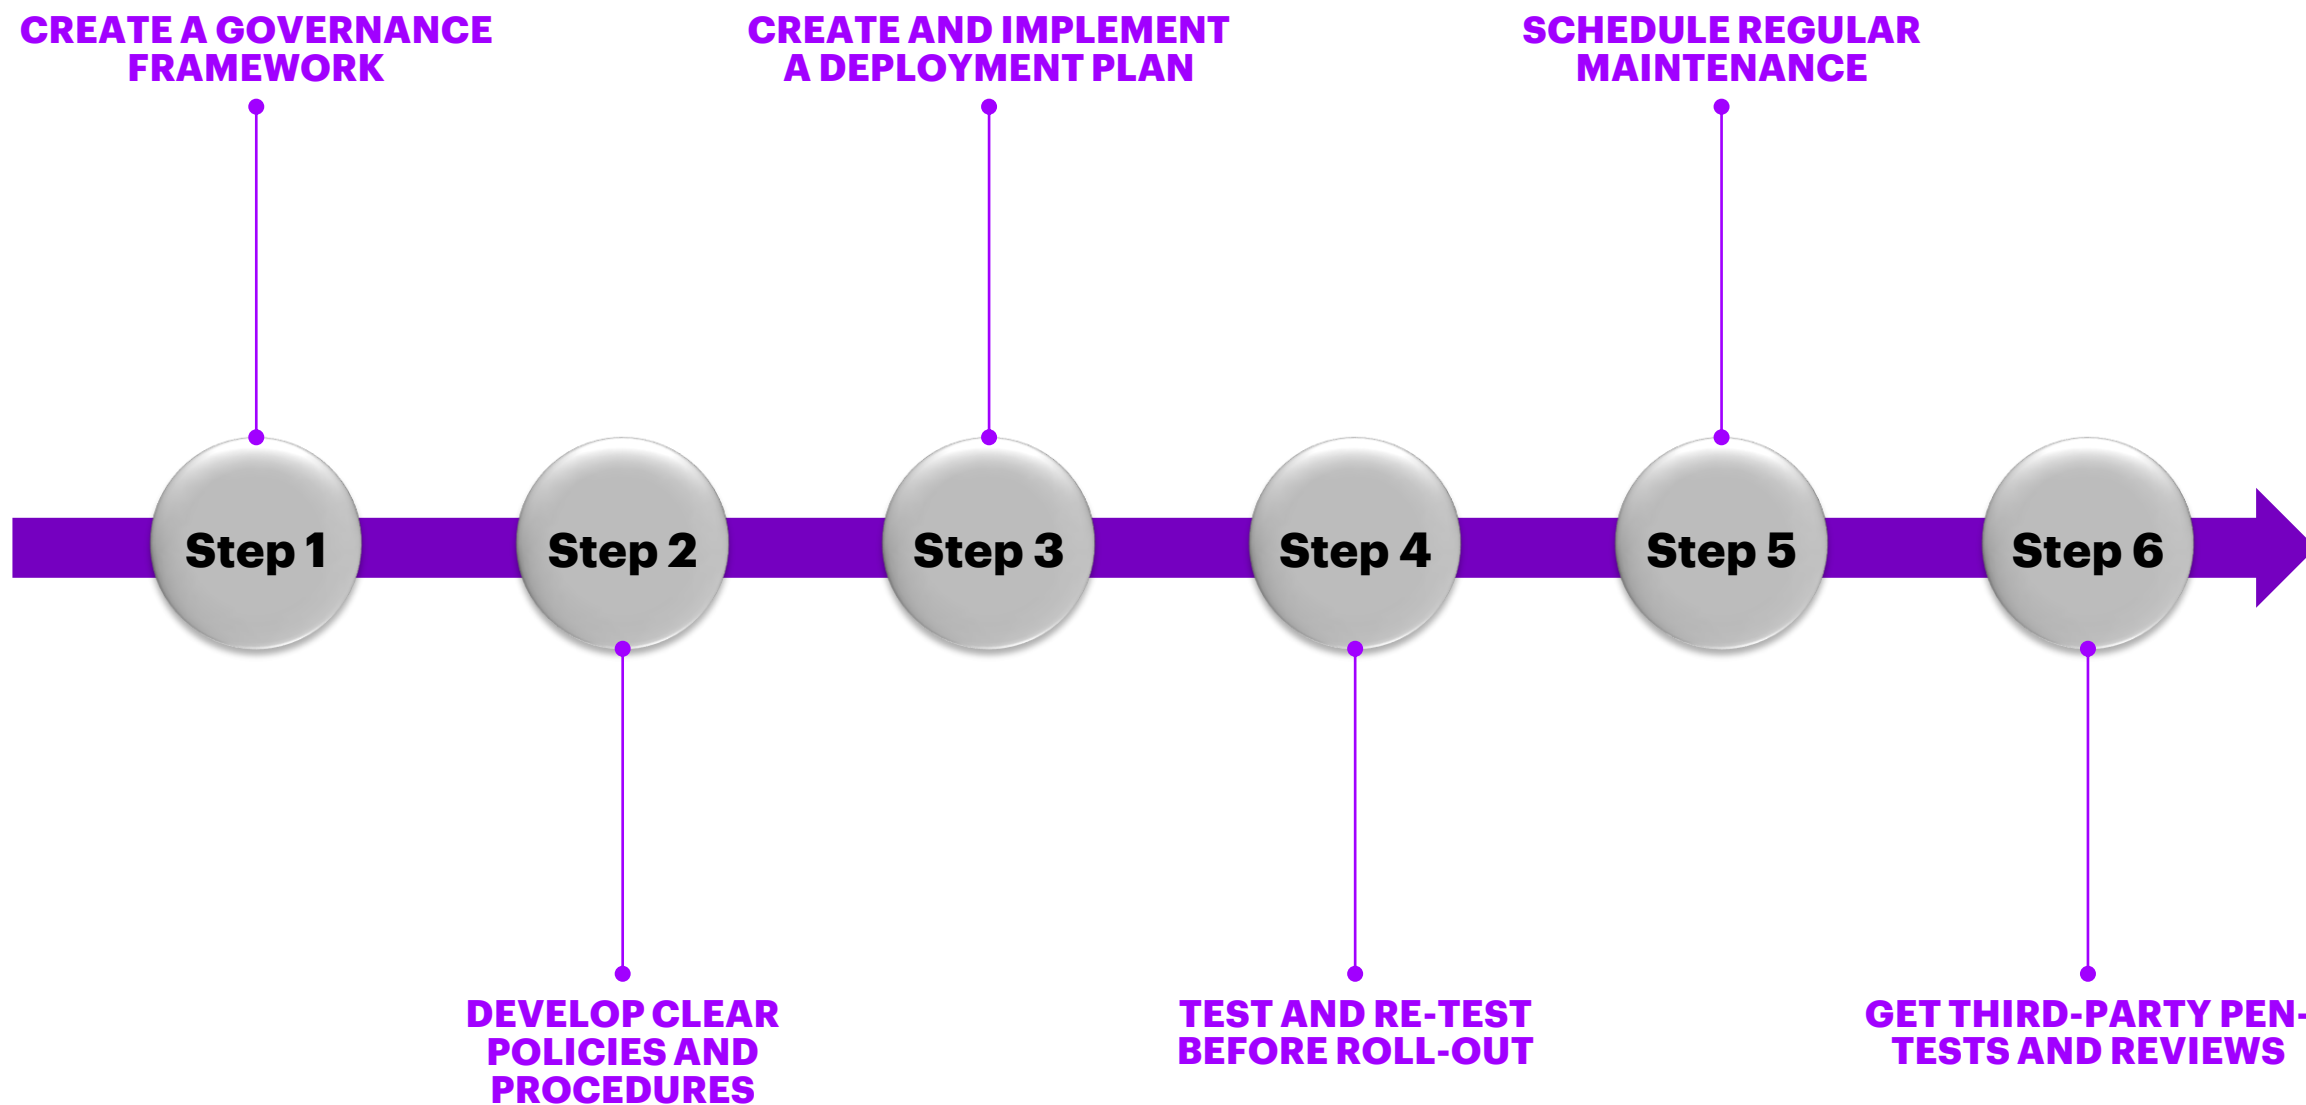 CREATE A GOVERNANCE
FRAMEWORK
CREATE AND IMPLEMENT
A DEPLOYMENT PLAN
SCHEDULE REGULAR
MAINTENANCE
Step 1
Step 2
Step 3
Step 4
Step 5
Step 6
DEVELOP CLEAR
POLICIES AND
PROCEDURES
TEST AND RE-TEST
BEFORE ROLL-OUT
GET THIRD-PARTY PEN-
TESTS AND REVIEWS